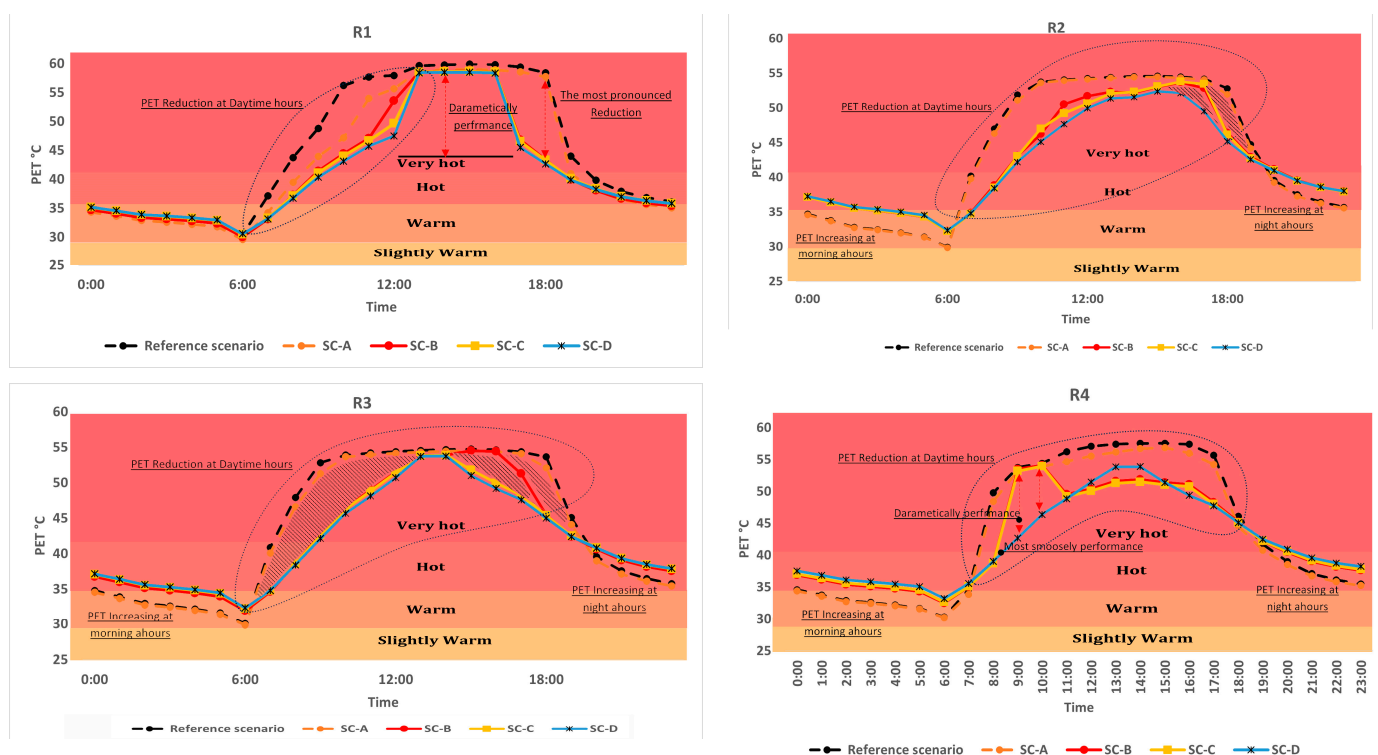 R1
PET °C
60
55
50
45
40
35
30
25
PET Reduction at Daytime hours
Darametically
perfrmance
The most pronounced
Reduction
Very hot
Hot
Warm
Slightly Warm
0:00 6:00 12:00 18:00
Time
Reference scenario SC-A SC-B SC-C SC-D
R2
PET °C
60
55
50
45
40
35
30
25
PET Reduction at Daytime hours
Very hot
Hot
Warm
Slightly Warm
PET Increasing at
morning ahours
PET Increasing at
night ahours
0:00 6:00 12:00 18:00
Time
Reference scenario SC-A SC-B SC-C SC-D
R3
PET °C
60
55
50
45
40
35
30
25
PET Reduction at Daytime hours
Very hot
Hot
Warm
Slightly Warm
PET Increasing at
morning ahours
PET Increasing at
night ahours
0:00 6:00 12:00 18:00
Time
Reference scenario SC-A SC-B SC-C SC-D
R4
PET °C
60
55
50
45
40
35
30
25
PET Reduction at Daytime hours
Darametically perfmance
Most smoosely performance
Very hot
Hot
Warm
Slightly Warm
PET Increasing at
morning ahours
PET Increasing at
night ahours
0:00 1:00 2:00 3:00 4:00 5:00 6:00 7:00 8:00 9:00 10:00 11:00 12:00 13:00 14:00 15:00 16:00 17:00 18:00 19:00 20:00 21:00 22:00 23:00
Time
Reference scenario SC-A SC-B SC-C SC-D